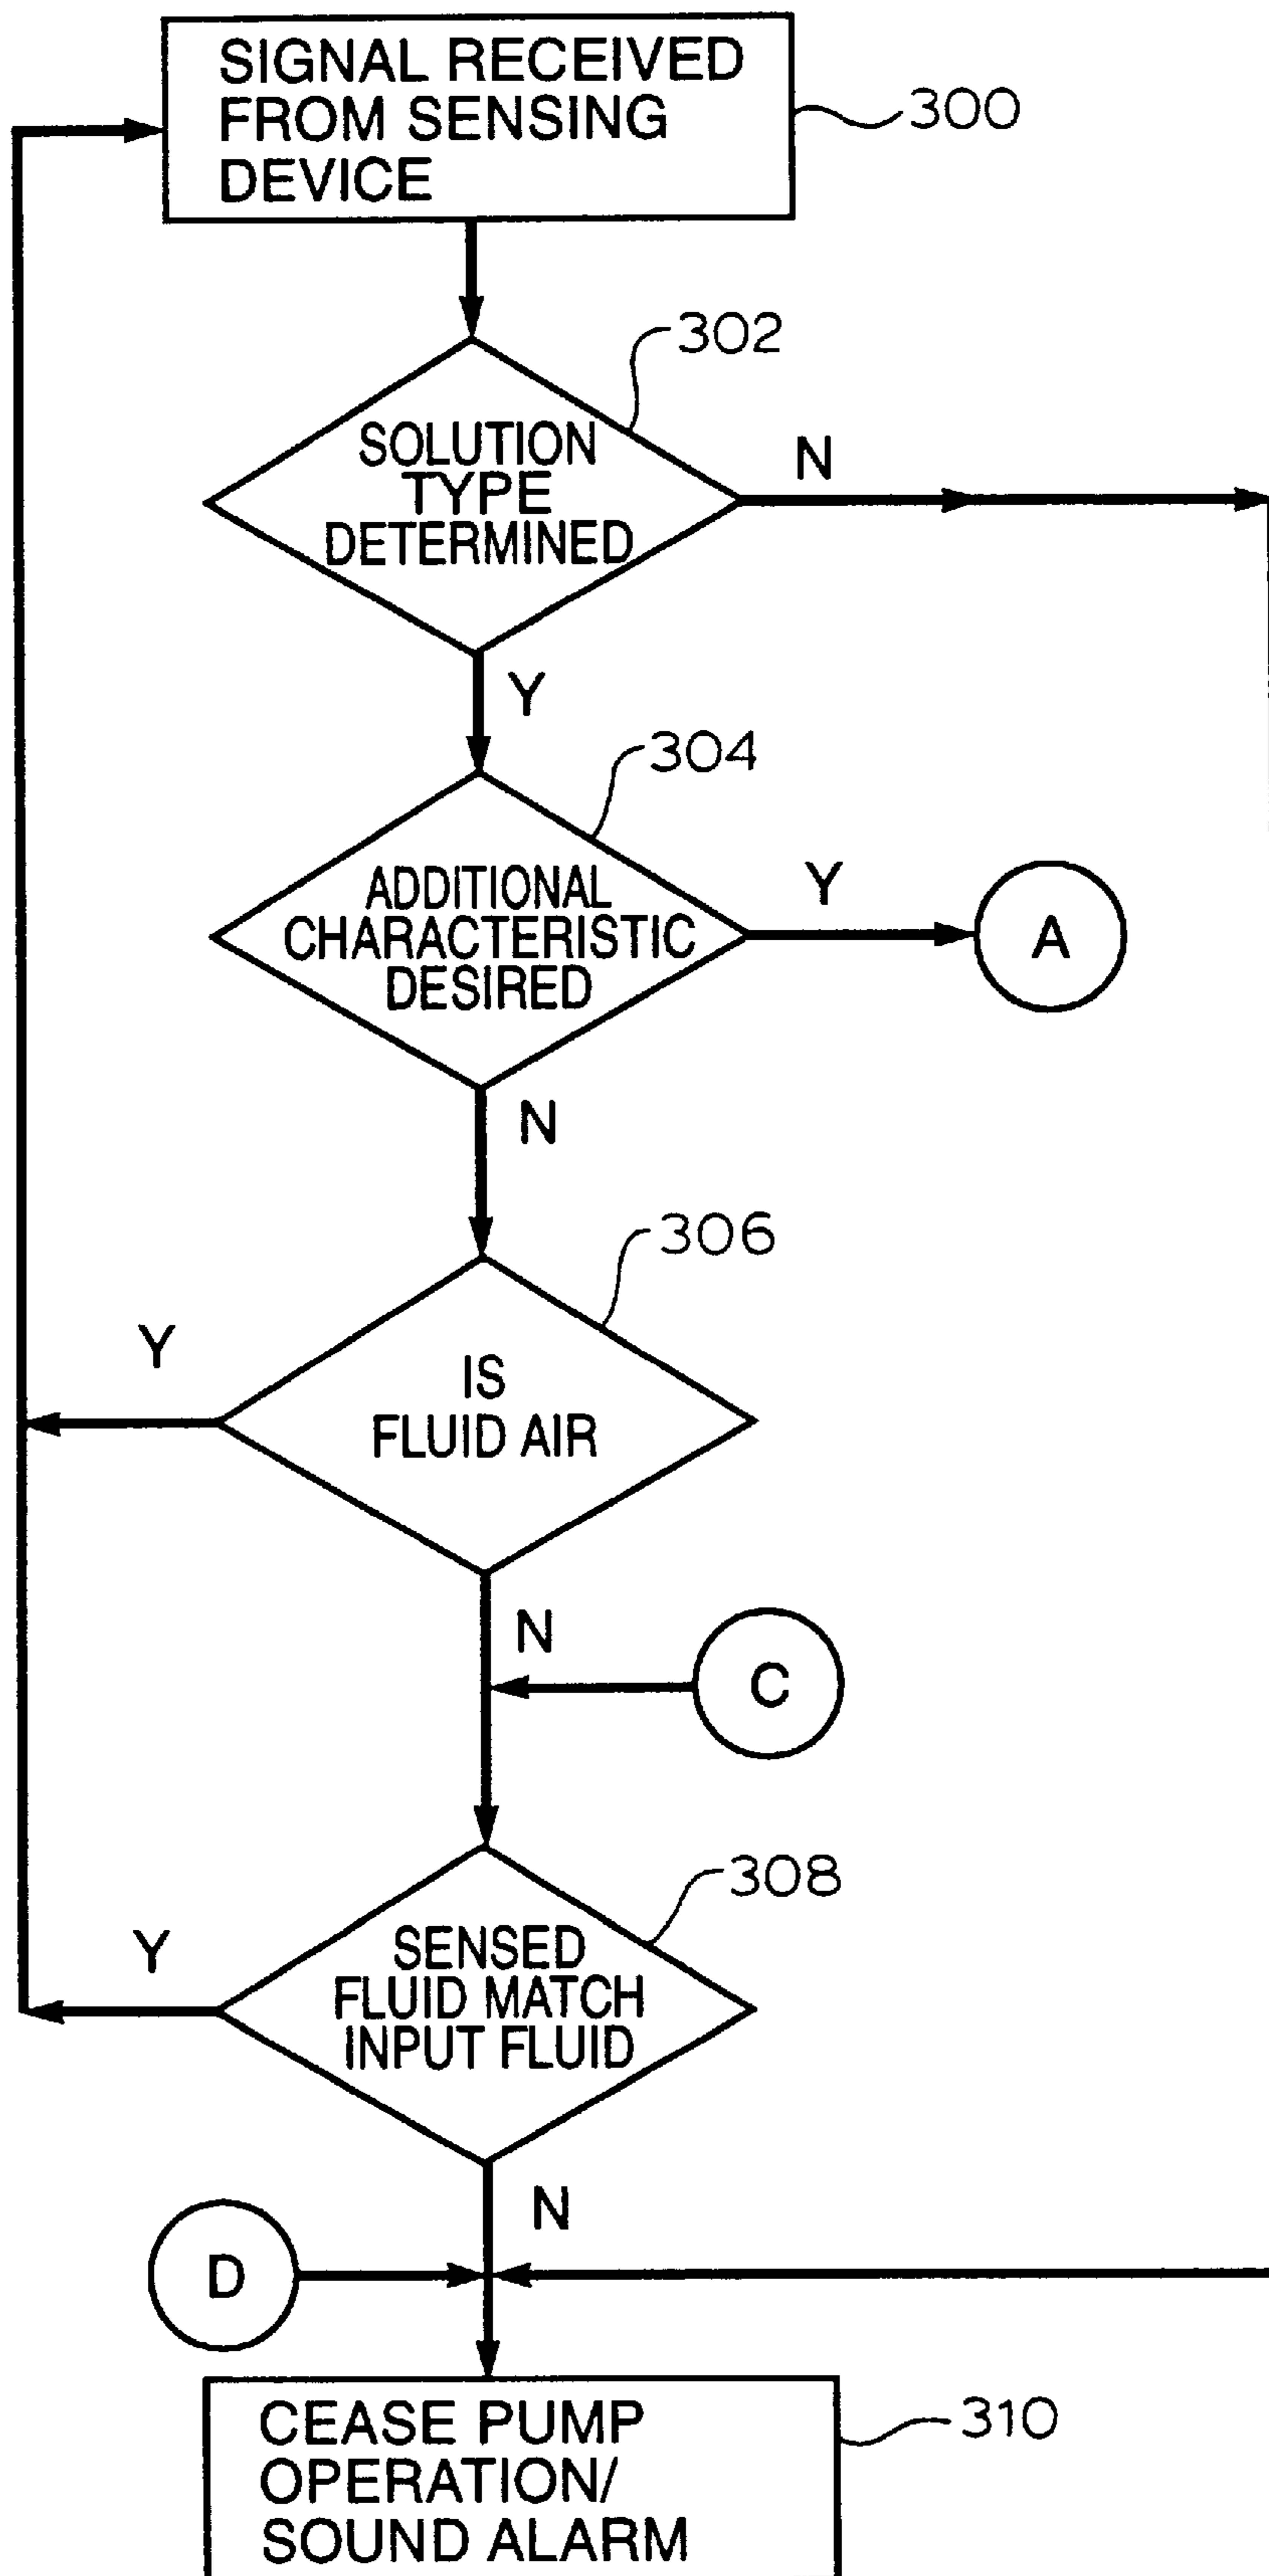 SIGNAL RECEIVED
FROM SENSING
DEVICE
300
302
SOLUTION
TYPE
DETERMINED
N
Y
304
ADDITIONAL
CHARACTERISTIC
DESIRED
Y
A
N
306
Y
IS
FLUID AIR
N
C
308
Y
SENSED
FLUID MATCH
INPUT FLUID
N
D
CEASE PUMP
OPERATION/
SOUND ALARM
310